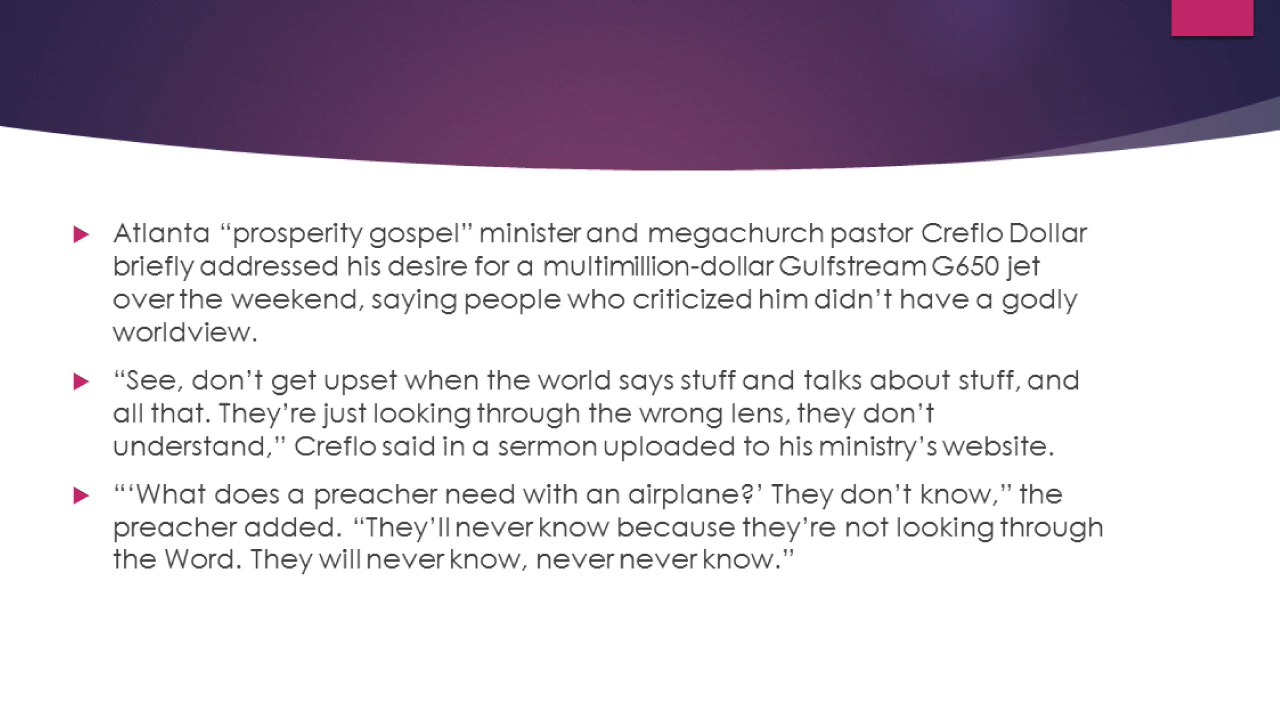 Atlanta “prosperity gospel” minister and megachurch pastor Creflo Dollar
briefly addressed his desire for a multimillion-dollar Gulfstream G650 jet
over the weekend, saying people who criticized him didn’t have a godly
worldview.
“See, don’t get upset when the world says stuff and talks about stuff, and
all that. They’re just looking through the wrong lens, they don’t
understand,” Creflo said in a sermon uploaded to his ministry’s website.
“‘What does a preacher need with an airplane?’ They don’t know,” the
preacher added. “They’ll never know because they’re not looking through
the Word. They will never know, never never know.”